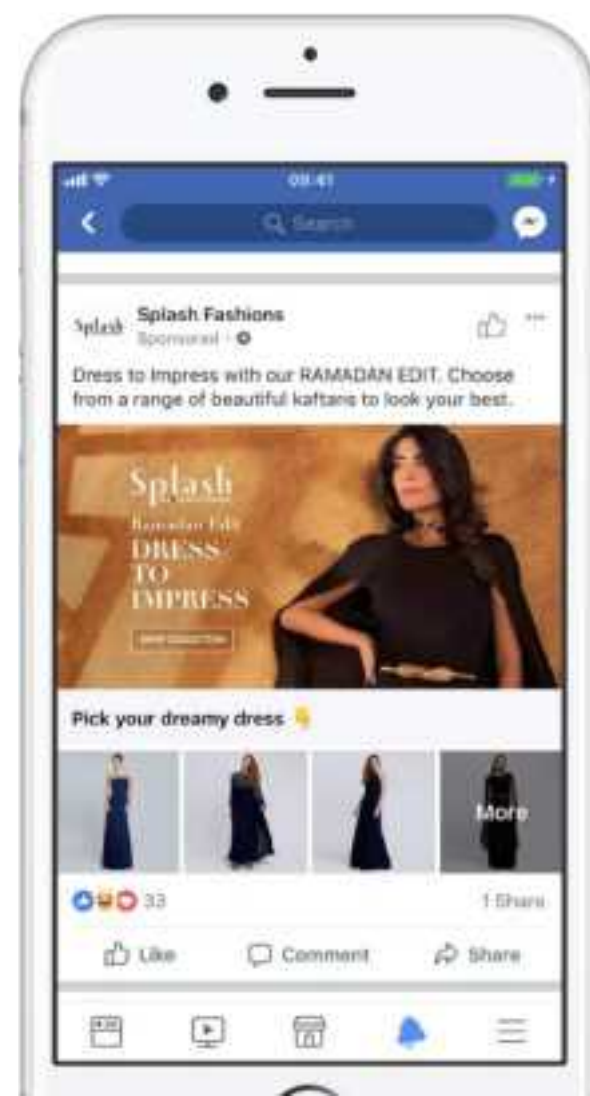 09:41
Search
Splash
Splash Fashions
Sponsored ·
Dress to Impress with our RAMADAN EDIT. Choose
from a range of beautiful kaftans to look your best.
Splash
Ramadan Edit
DRESS
TO
IMPRESS
Pick your dreamy dress 👇
More
33
1 Share
Like
Comment
Share